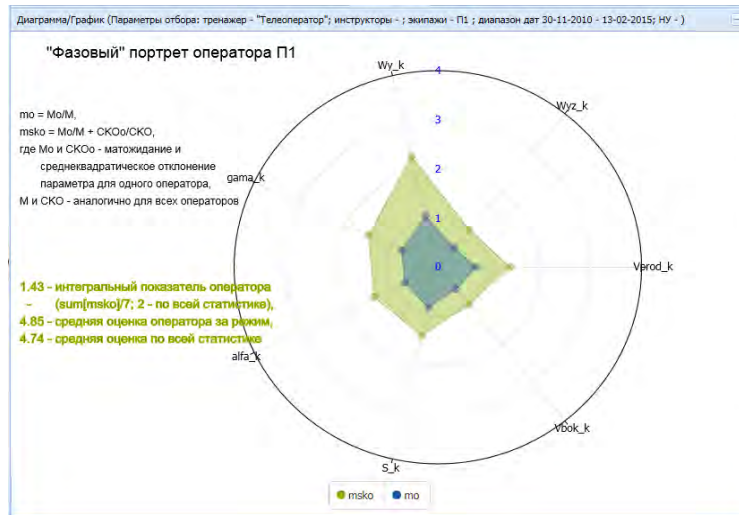 Диаграмма/График (Параметры отбора: тренажер - "Телеоператор"; инструкторы - ; экипажи - П1 ; диапазон дат 30-11-2010 - 13-02-2015; НУ - )
"Фазовый" портрет оператора П1
mo = Mo/M,
msko = Mo/M + CKOo/CKO,
где Мо и СКОо - матожидание и
среднеквадратическое отклонение
параметра для одного оператора,
М и СКО - аналогично для всех операторов
1.43 - интегральный показатель оператора
- (sum[msko]/7; 2 - по всей статистике),
4.85 - средняя оценка оператора за режим,
4.74 - средняя оценка по всей статистике
Wy_k
Wyz_k
gama_k
Vprod_k
alfa_k
Vbok_k
S_k
4
3
2
1
0
msko mo